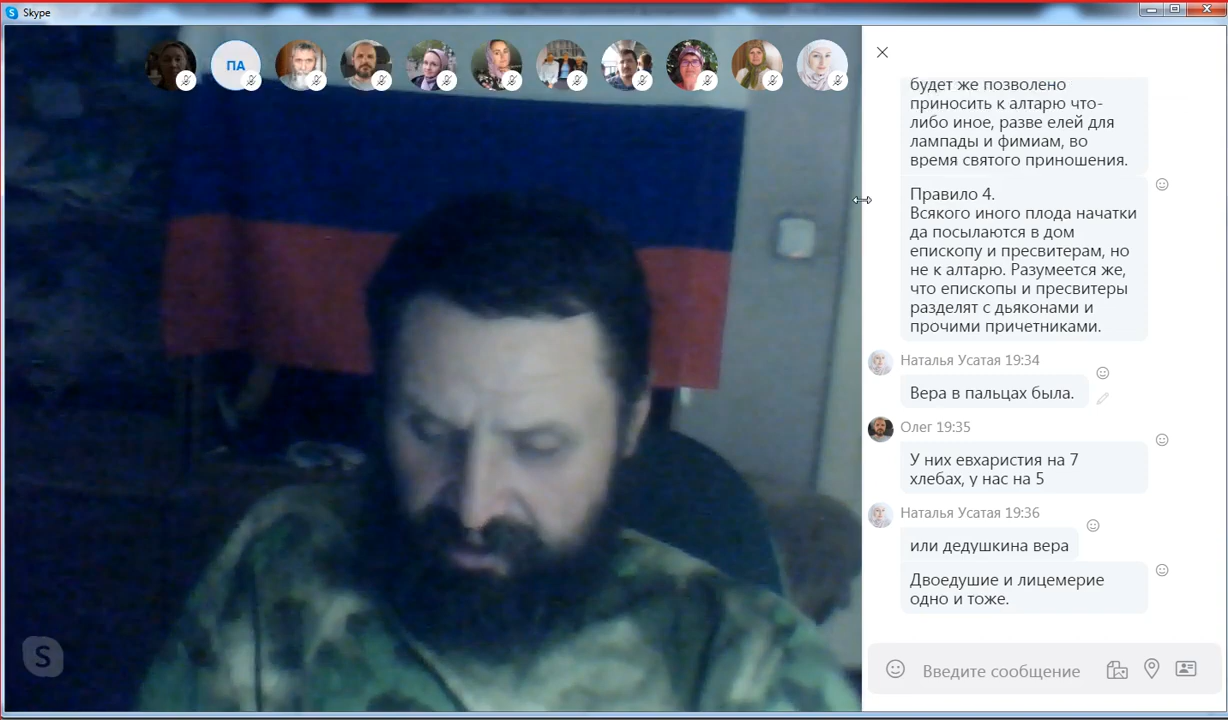 Skype
ПА
будет же позволено
приносить к алтарю что-
либо иное, разве елей для
лампады и фимиам, во
время святого приношения.
Правило 4.
Всякого иного плода начатки
да посылаются в дом
епископу и пресвитерам, но
не к алтарю. Разумеется же,
что епископы и пресвитеры
разделят с дьяконами и
прочими причетниками.
Наталья Усатая 19:34
Вера в пальцах была.
Олег 19:35
У них евхаристия на 7
хлебах, у нас на 5
Наталья Усатая 19:36
или дедушкина вера
Двоедушие и лицемерие
одно и тоже.
Введите сообщение